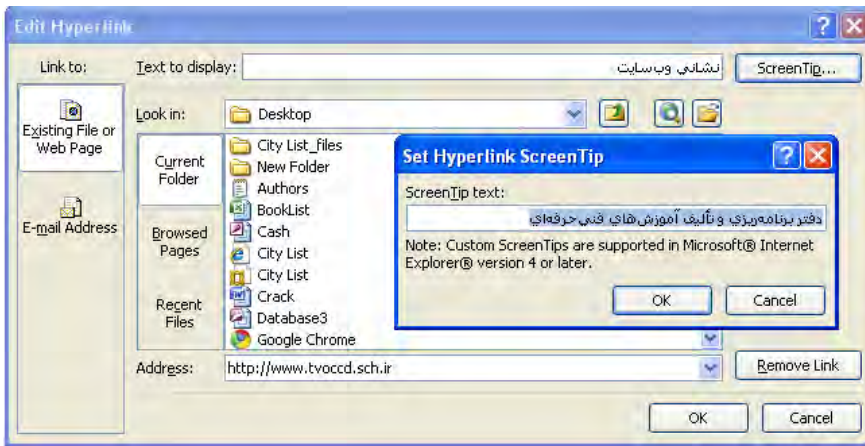 Edit Hyperlink
Link to:
Text to display:
نشاني وب‌سايت
ScreenTip...
Existing File or
Web Page
E-mail Address
Look in:
Desktop
Current
Folder
Browsed
Pages
Recent
Files
City List_files
New Folder
Authors
BookList
Cash
City List
City List
Crack
Database3
Google Chrome
Set Hyperlink ScreenTip
ScreenTip text:
دفتر برنامه‌ريزي و تأليف آموزش‌هاي فني‌حرفه‌اي
Note: Custom ScreenTips are supported in Microsoft® Internet
Explorer® version 4 or later.
OK
Cancel
Address:
http://www.tvoccd.sch.ir
Remove Link
OK
Cancel